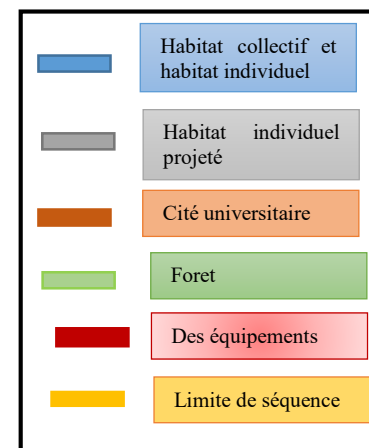 Habitat collectif et
habitat individuel
Habitat individuel
projeté
Cité universitaire
Foret
Des équipements
Limite de séquence